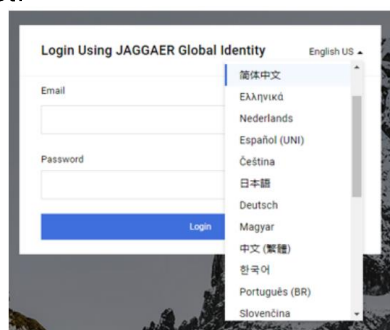 Login Using JAGGAER Global Identity
English US
Email
Password
Login
简体中文
Ελληνικά
Nederlands
Español (UNI)
Čeština
日本語
Deutsch
Magyar
中文 (繁體)
한국어
Português (BR)
Slovenčina